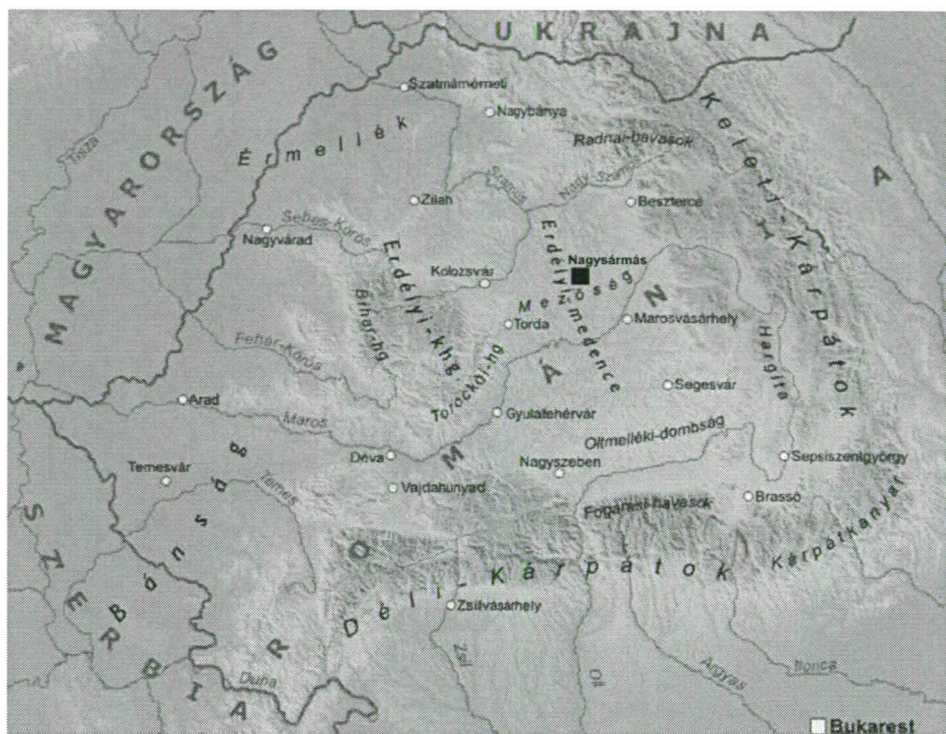 UKRAJNA
MAGYARORSZÁG
Szatmárnémeti
Nagybánya
Keleti-Kárpátok
Tisza
Érmellék
Radnai-havasok
Szamos
Nagy-Szamos
Zilah
Beszterce
Sebes-Körös
Nagyvárad
Erdélyi-khg.
Erdélyi-medence
Nagysármás
Kolozsvár
Mezőség
Bihar-hg
Torda
Marosvásárhely
Hargita
Fehér-Körös
Torockói-hg
Segesvár
Arad
Maros
Gyulafehérvár
Oltmelléki-dombság
Déva
Nagyszeben
Sepsiszentgyörgy
Temesvár
Temes
Vajdahunyad
Fogarasi-havasok
Brassó
Bánság
Kárpátkanyar
Déli-Kárpátok
Zsilvásárhely
SZERBIA
ROMÁN A
Duna
Zsil
Olt
Argyas
Bukarest